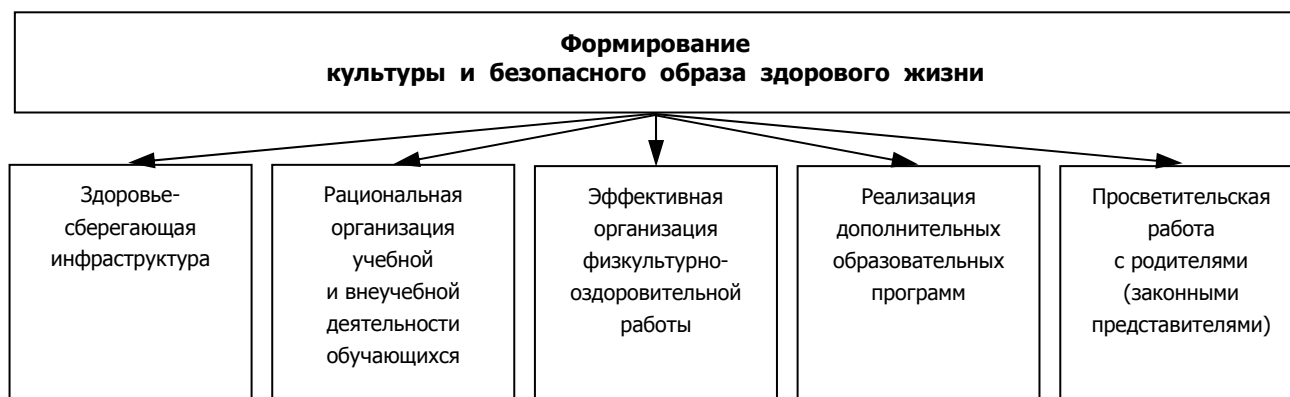 Формирование
культуры и безопасного образа здорового жизни
Здоровье-
сберегающая
инфраструктура
Рациональная
организация
учебной
и внеучебной
деятельности
обучающихся
Эффективная
организация
физкультурно-
оздоровительной
работы
Реализация
дополнительных
образовательных
программ
Просветительская
работа
с родителями
(законными
представителями)